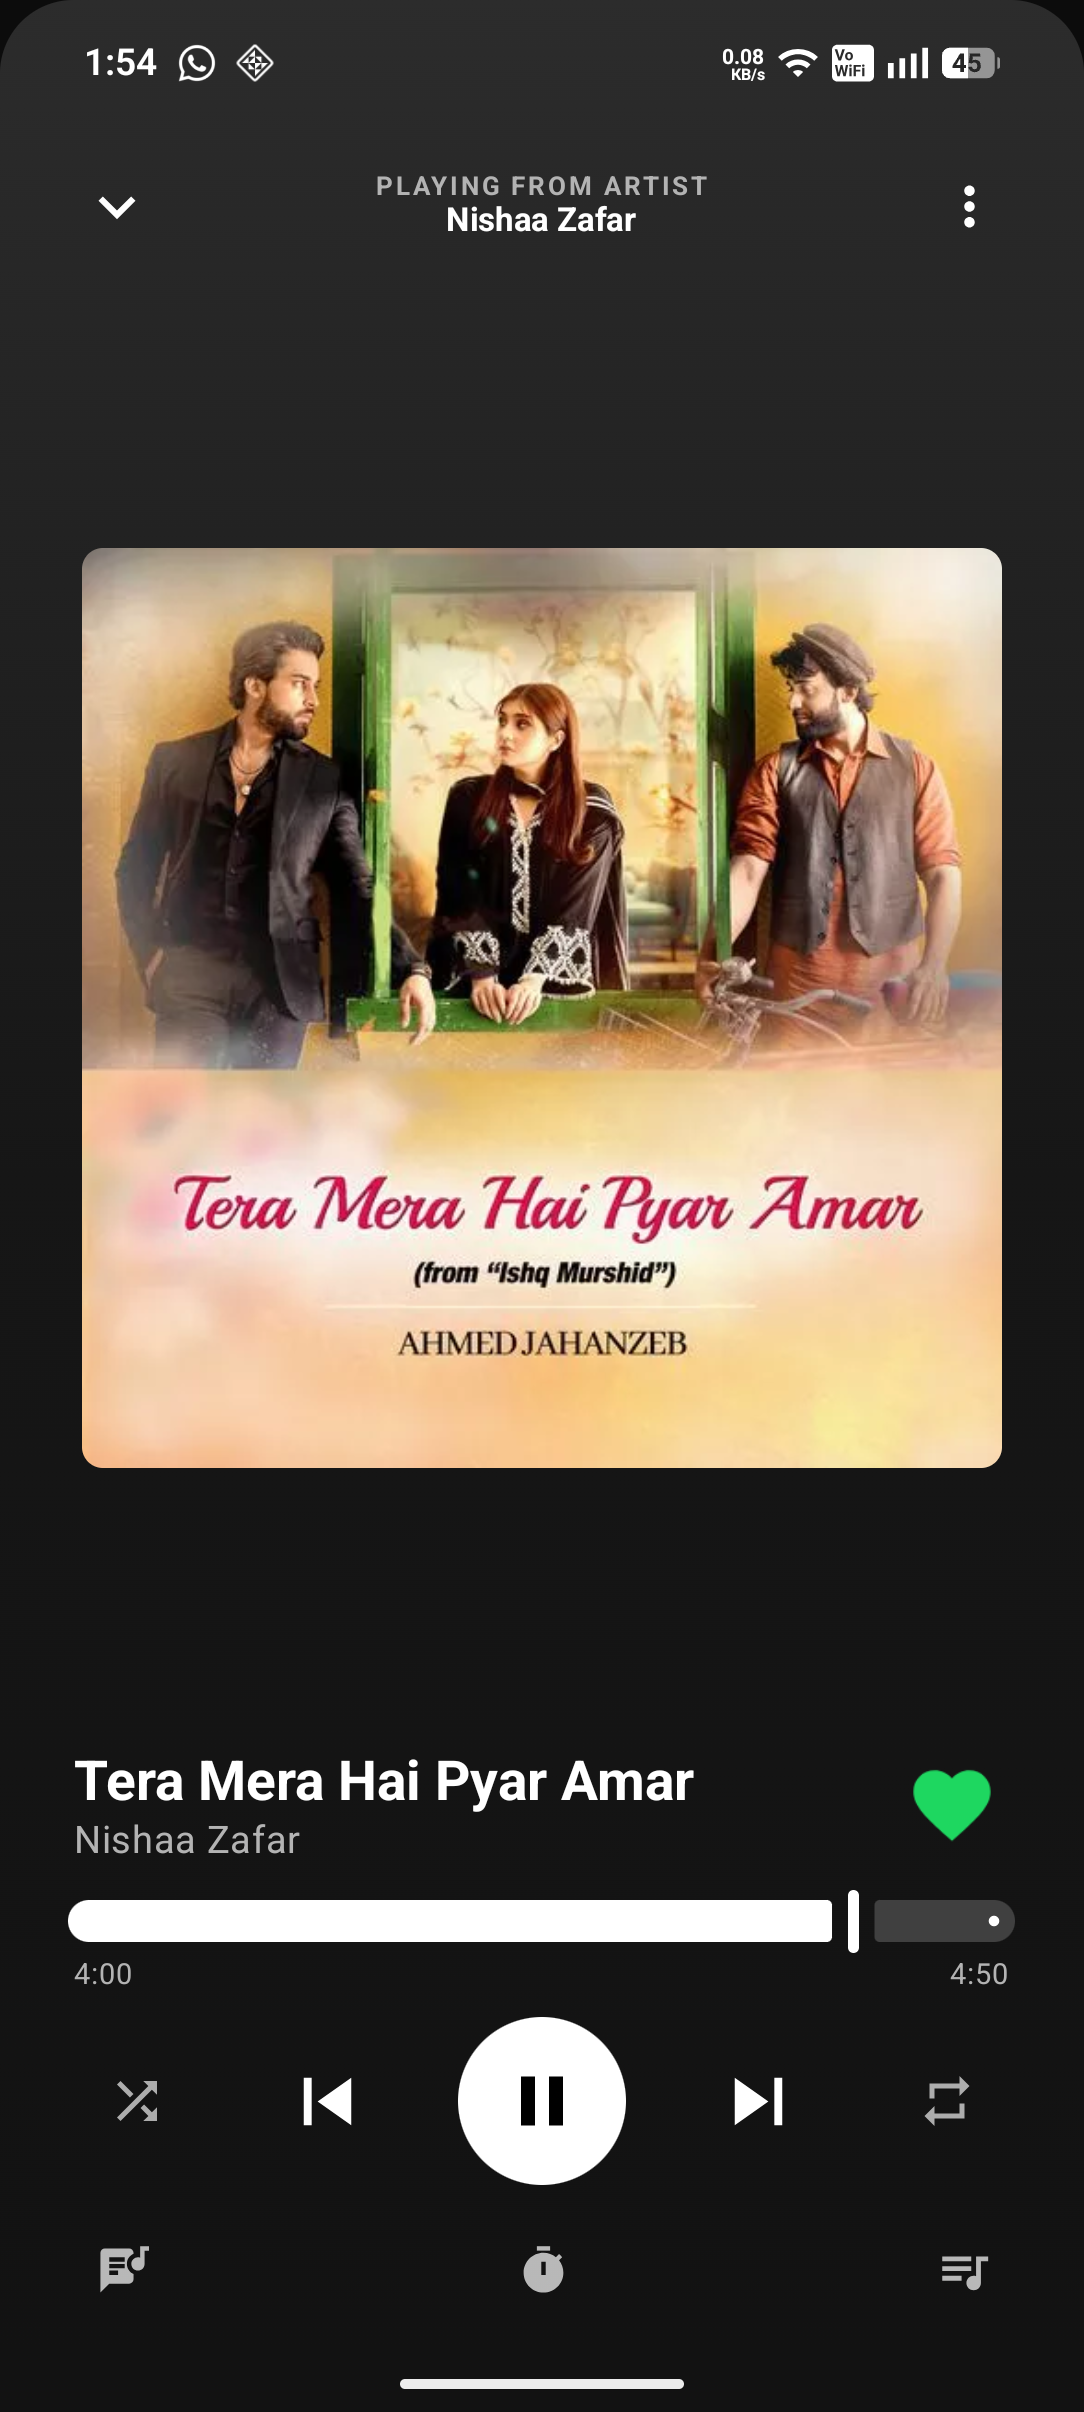 1:54
0.08
KB/s
Vo
WiFi
45
PLAYING FROM ARTIST
Nishaa Zafar
Tera Mera Hai Pyar Amar
(from “Ishq Murshid”)
AHMED JAHANZEB
Tera Mera Hai Pyar Amar
Nishaa Zafar
4:00
4:50